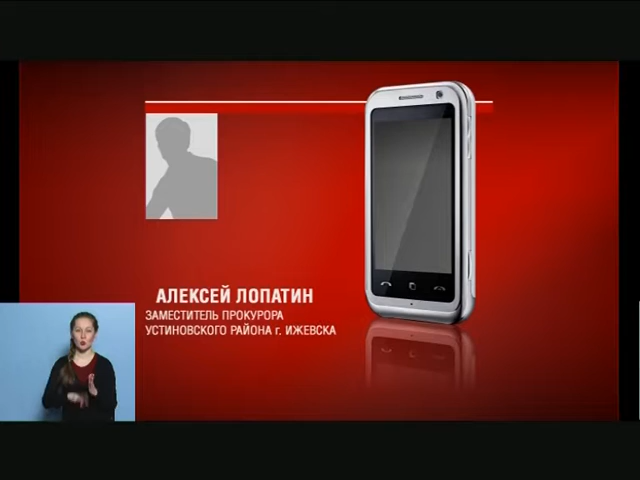 АЛЕКСЕЙ ЛОПАТИН
ЗАМЕСТИТЕЛЬ ПРОКУРОРА
УСТИНОВСКОГО РАЙОНА г. ИЖЕВСКА